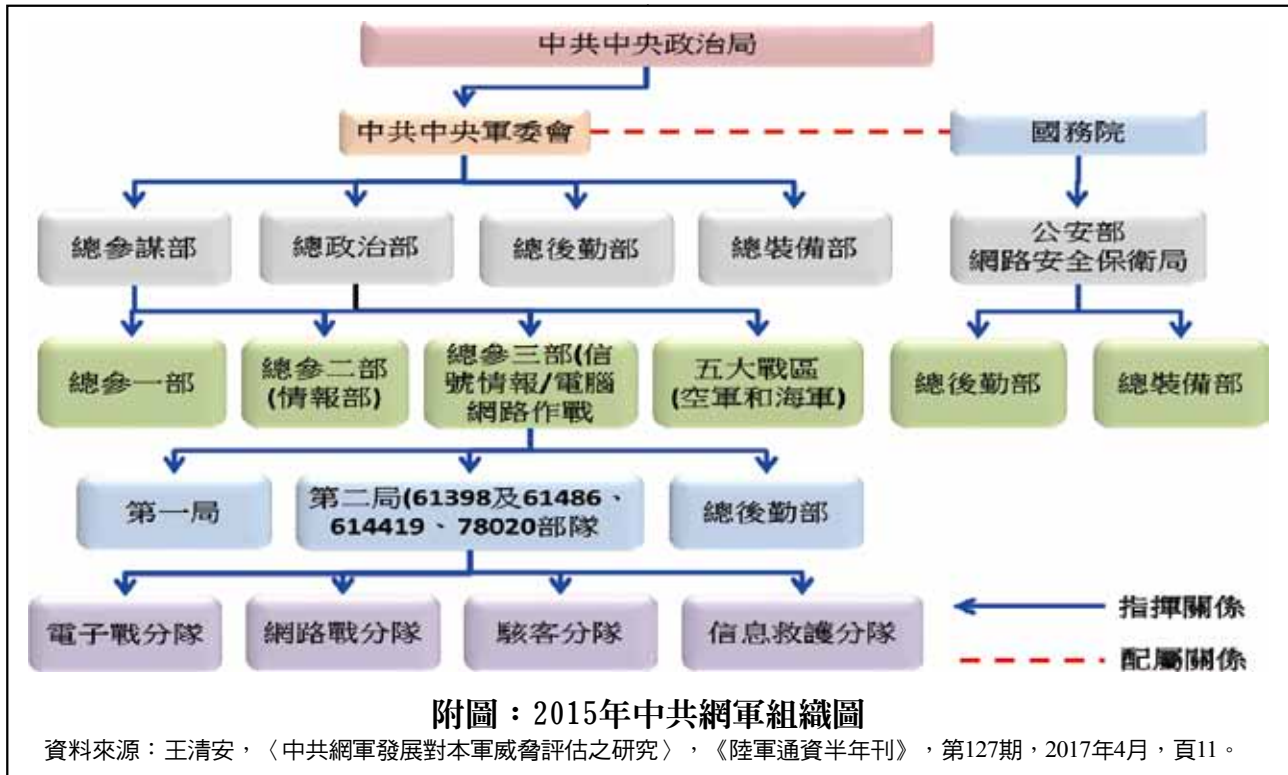 中共中央政治局
中共中央軍委會
國務院
總參謀部
總政治部
總後勤部
總裝備部
公安部
網路安全保衛局
總參一部
總參二部
(情報部)
總參三部(信
號情報/電腦
網路作戰
五大戰區
(空軍和海軍)
總後勤部
總裝備部
第一局
第二局(61398及61486、
614419、78020部隊
總後勤部
電子戰分隊
網路戰分隊
駭客分隊
信息救護分隊
指揮關係
配屬關係
附圖：2015年中共網軍組織圖
資料來源：王清安，〈中共網軍發展對本軍威脅評估之研究〉，《陸軍通資半年刊》，第127期，2017年4月，頁11。